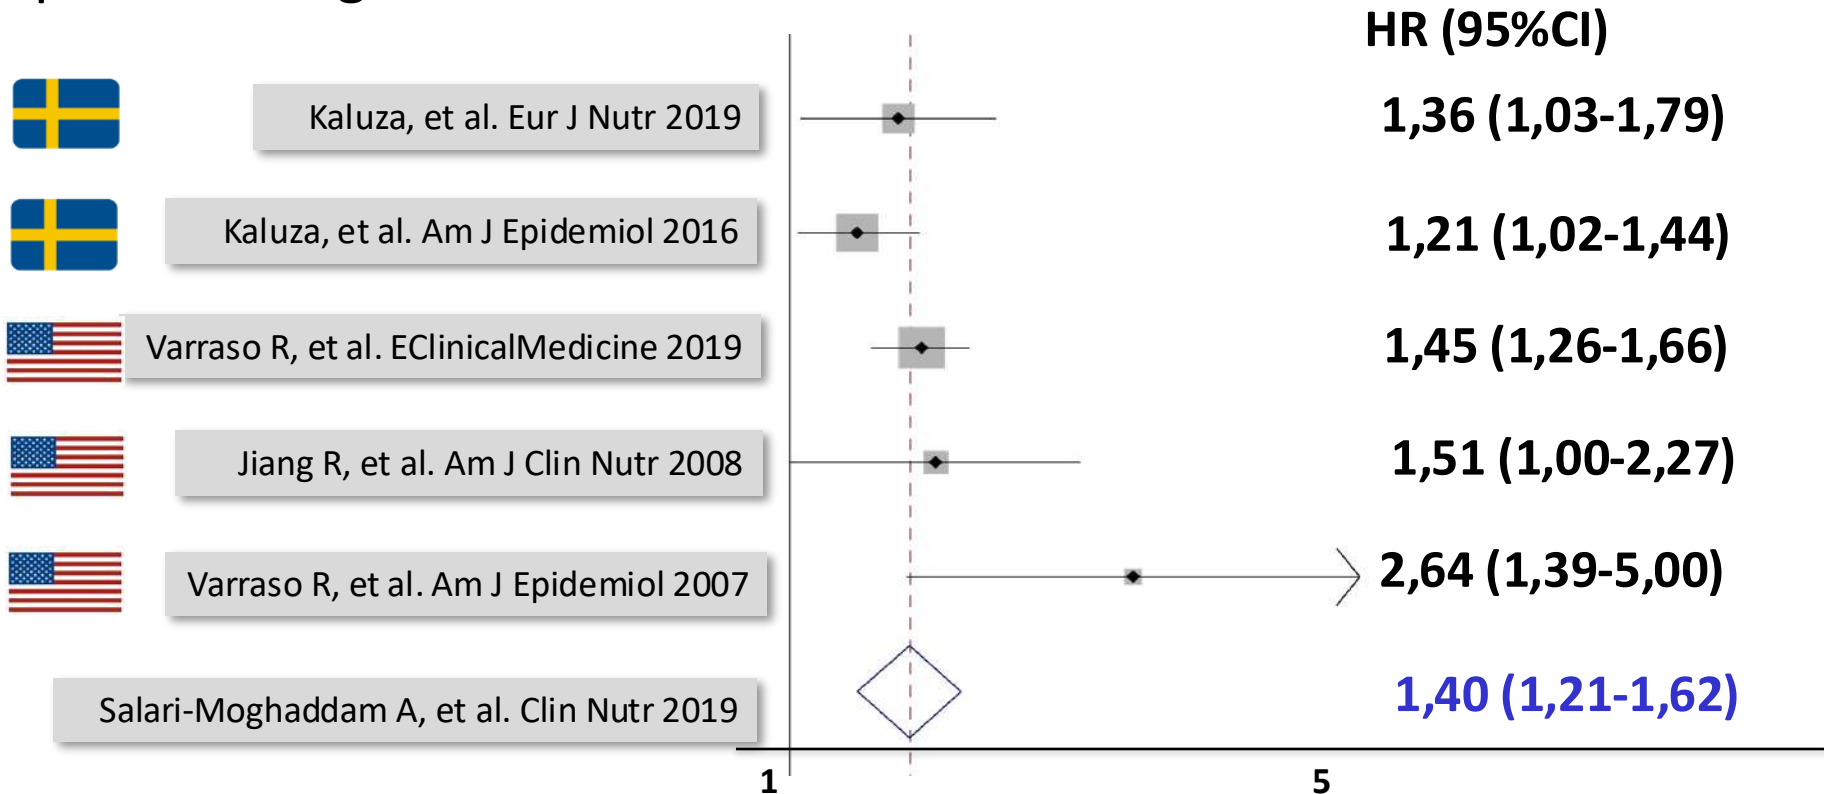 HR (95%CI)
Kaluza, et al. Eur J Nutr 2019 1,36 (1,03-1,79)
Kaluza, et al. Am J Epidemiol 2016 1,21 (1,02-1,44)
Varraso R, et al. EClinicalMedicine 2019 1,45 (1,26-1,66)
Jiang R, et al. Am J Clin Nutr 2008 1,51 (1,00-2,27)
Varraso R, et al. Am J Epidemiol 2007 2,64 (1,39-5,00)
Salari-Moghaddam A, et al. Clin Nutr 2019 1,40 (1,21-1,62)
1 5